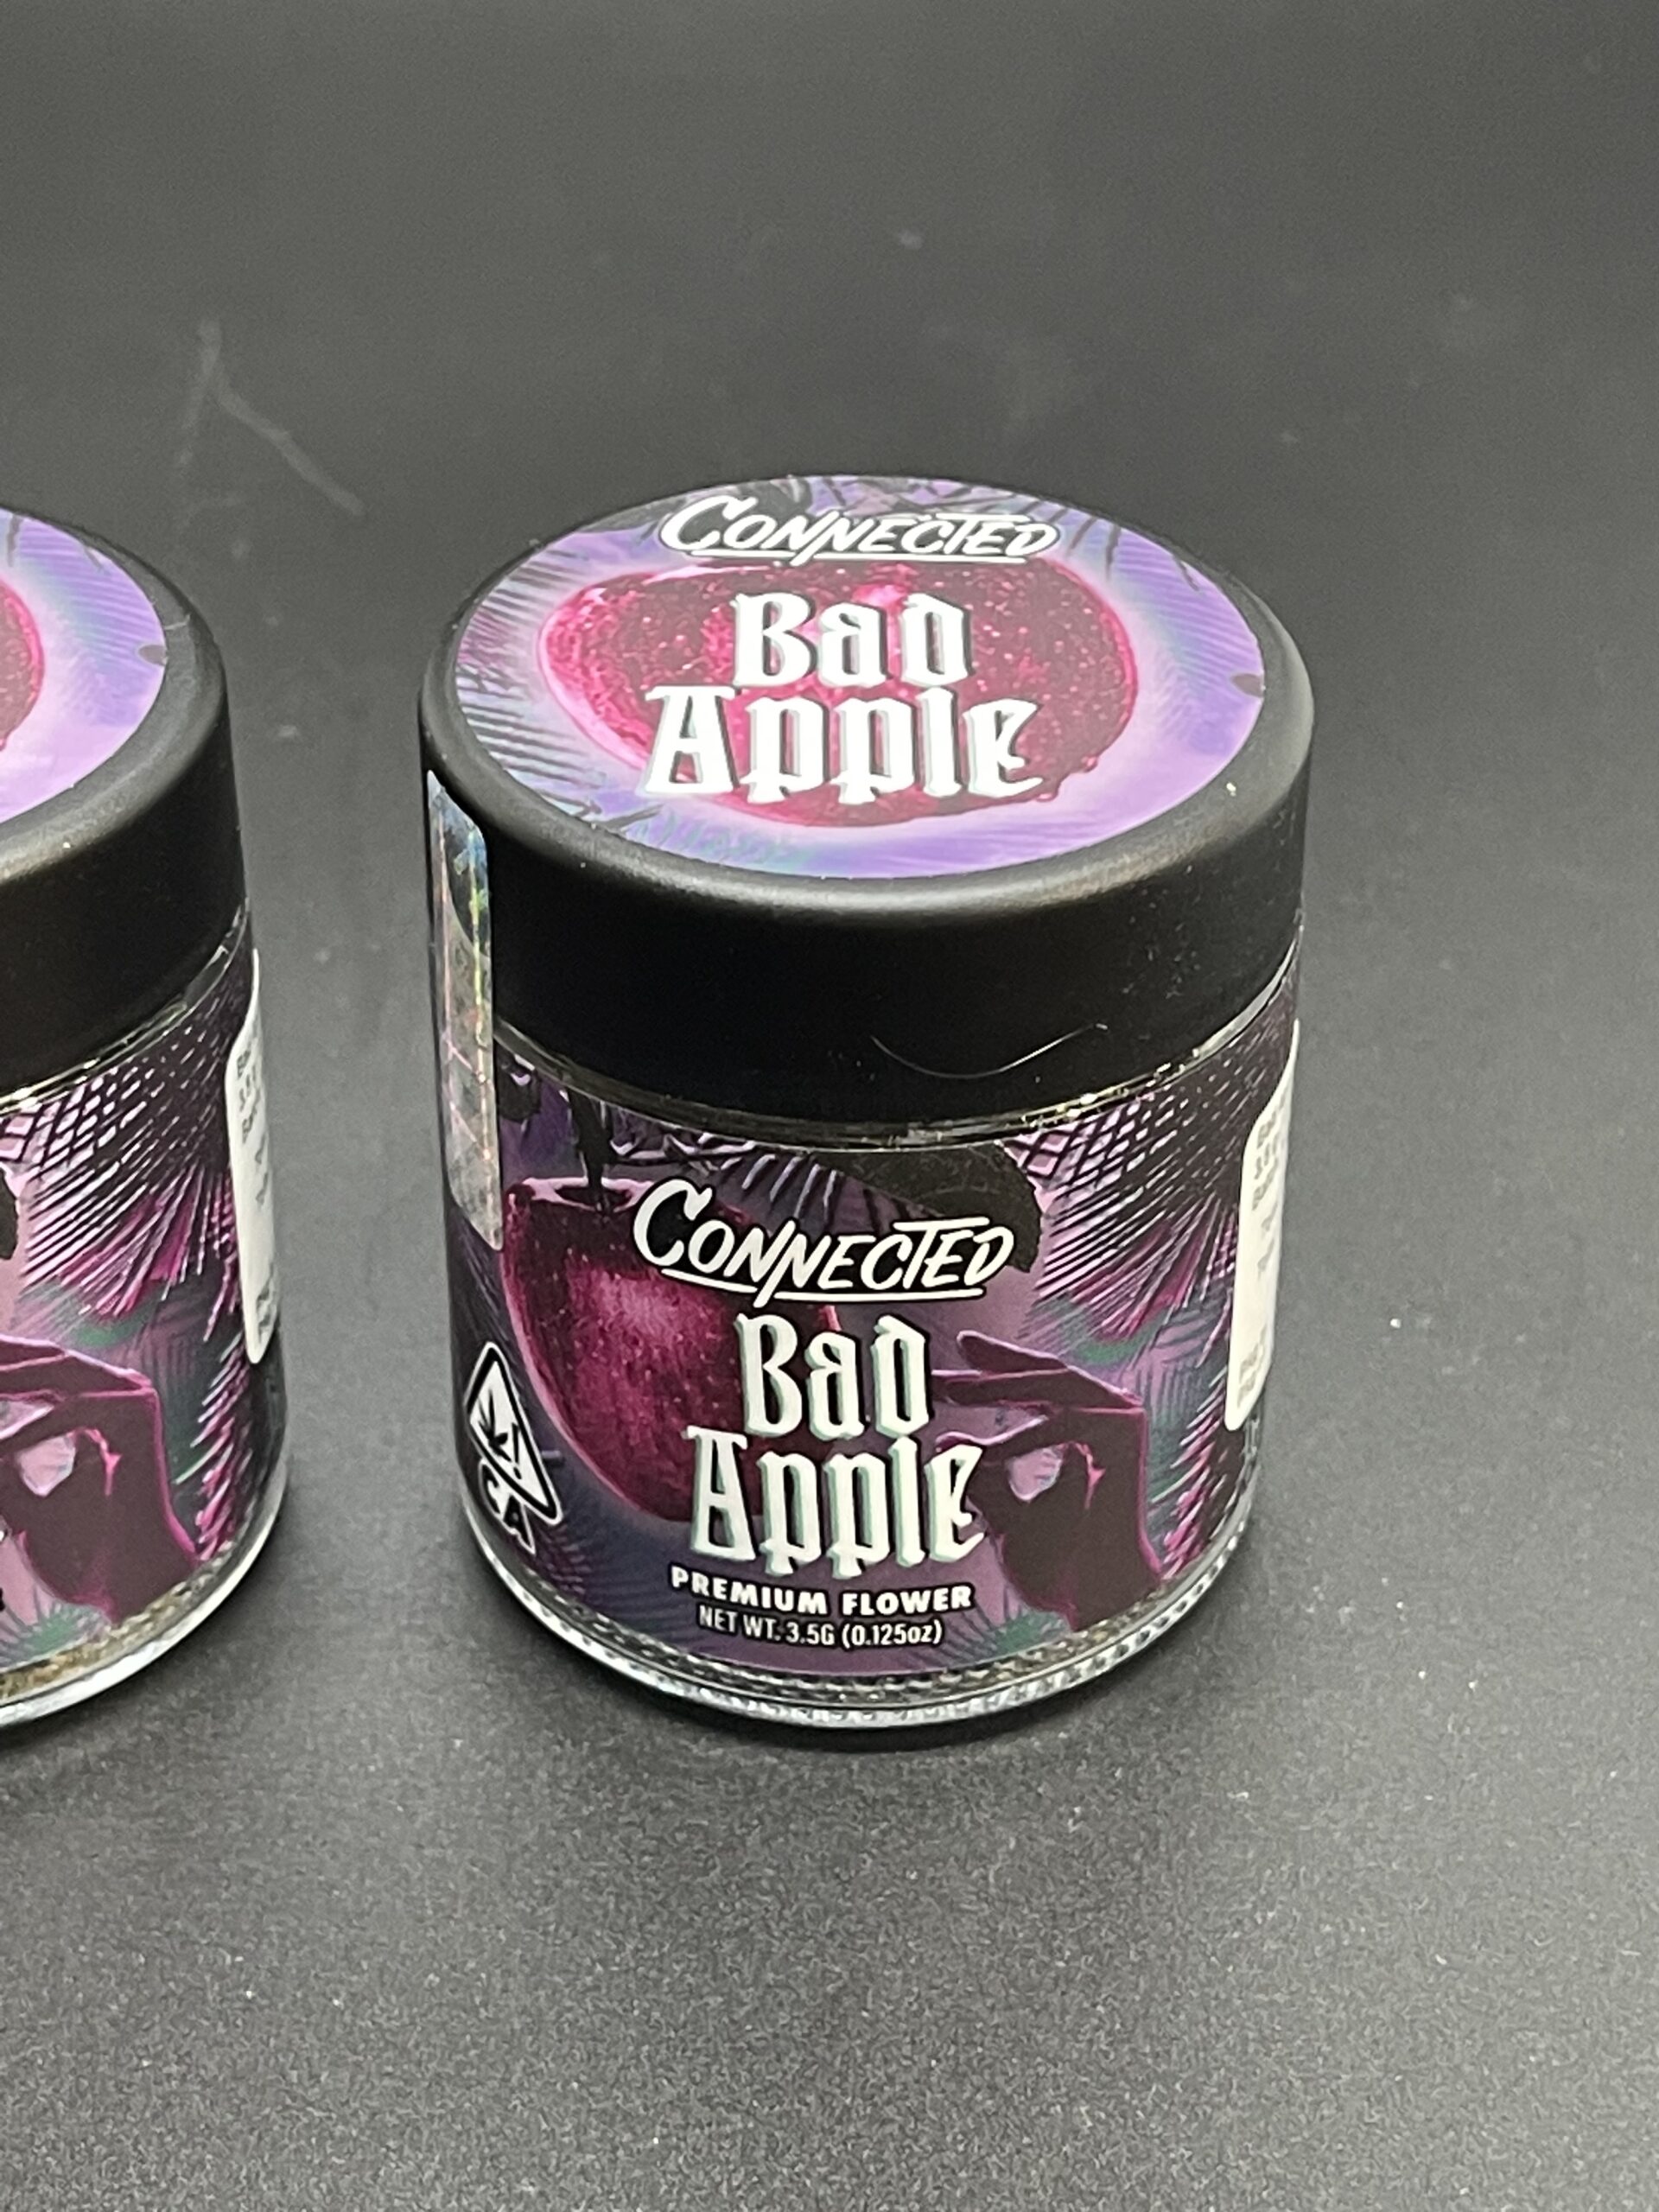 CONNECTED
Bad
Apple
CONNECTED
Bad
Apple
CA
PREMIUM FLOWER
NET WT. 3.5G (0.125oz)